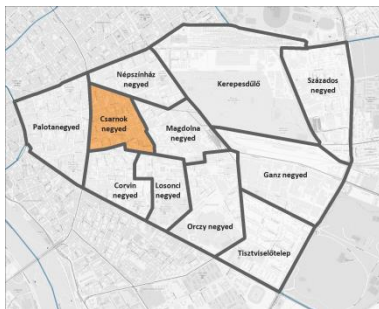 Népszínház
negyed
Kerepesdűlő
Százados
negyed
Palotanegyed
Csarnok
negyed
Magdolna
negyed
Ganz negyed
Corvin
negyed
Losonci
negyed
Orczy negyed
Tisztviselőtelep